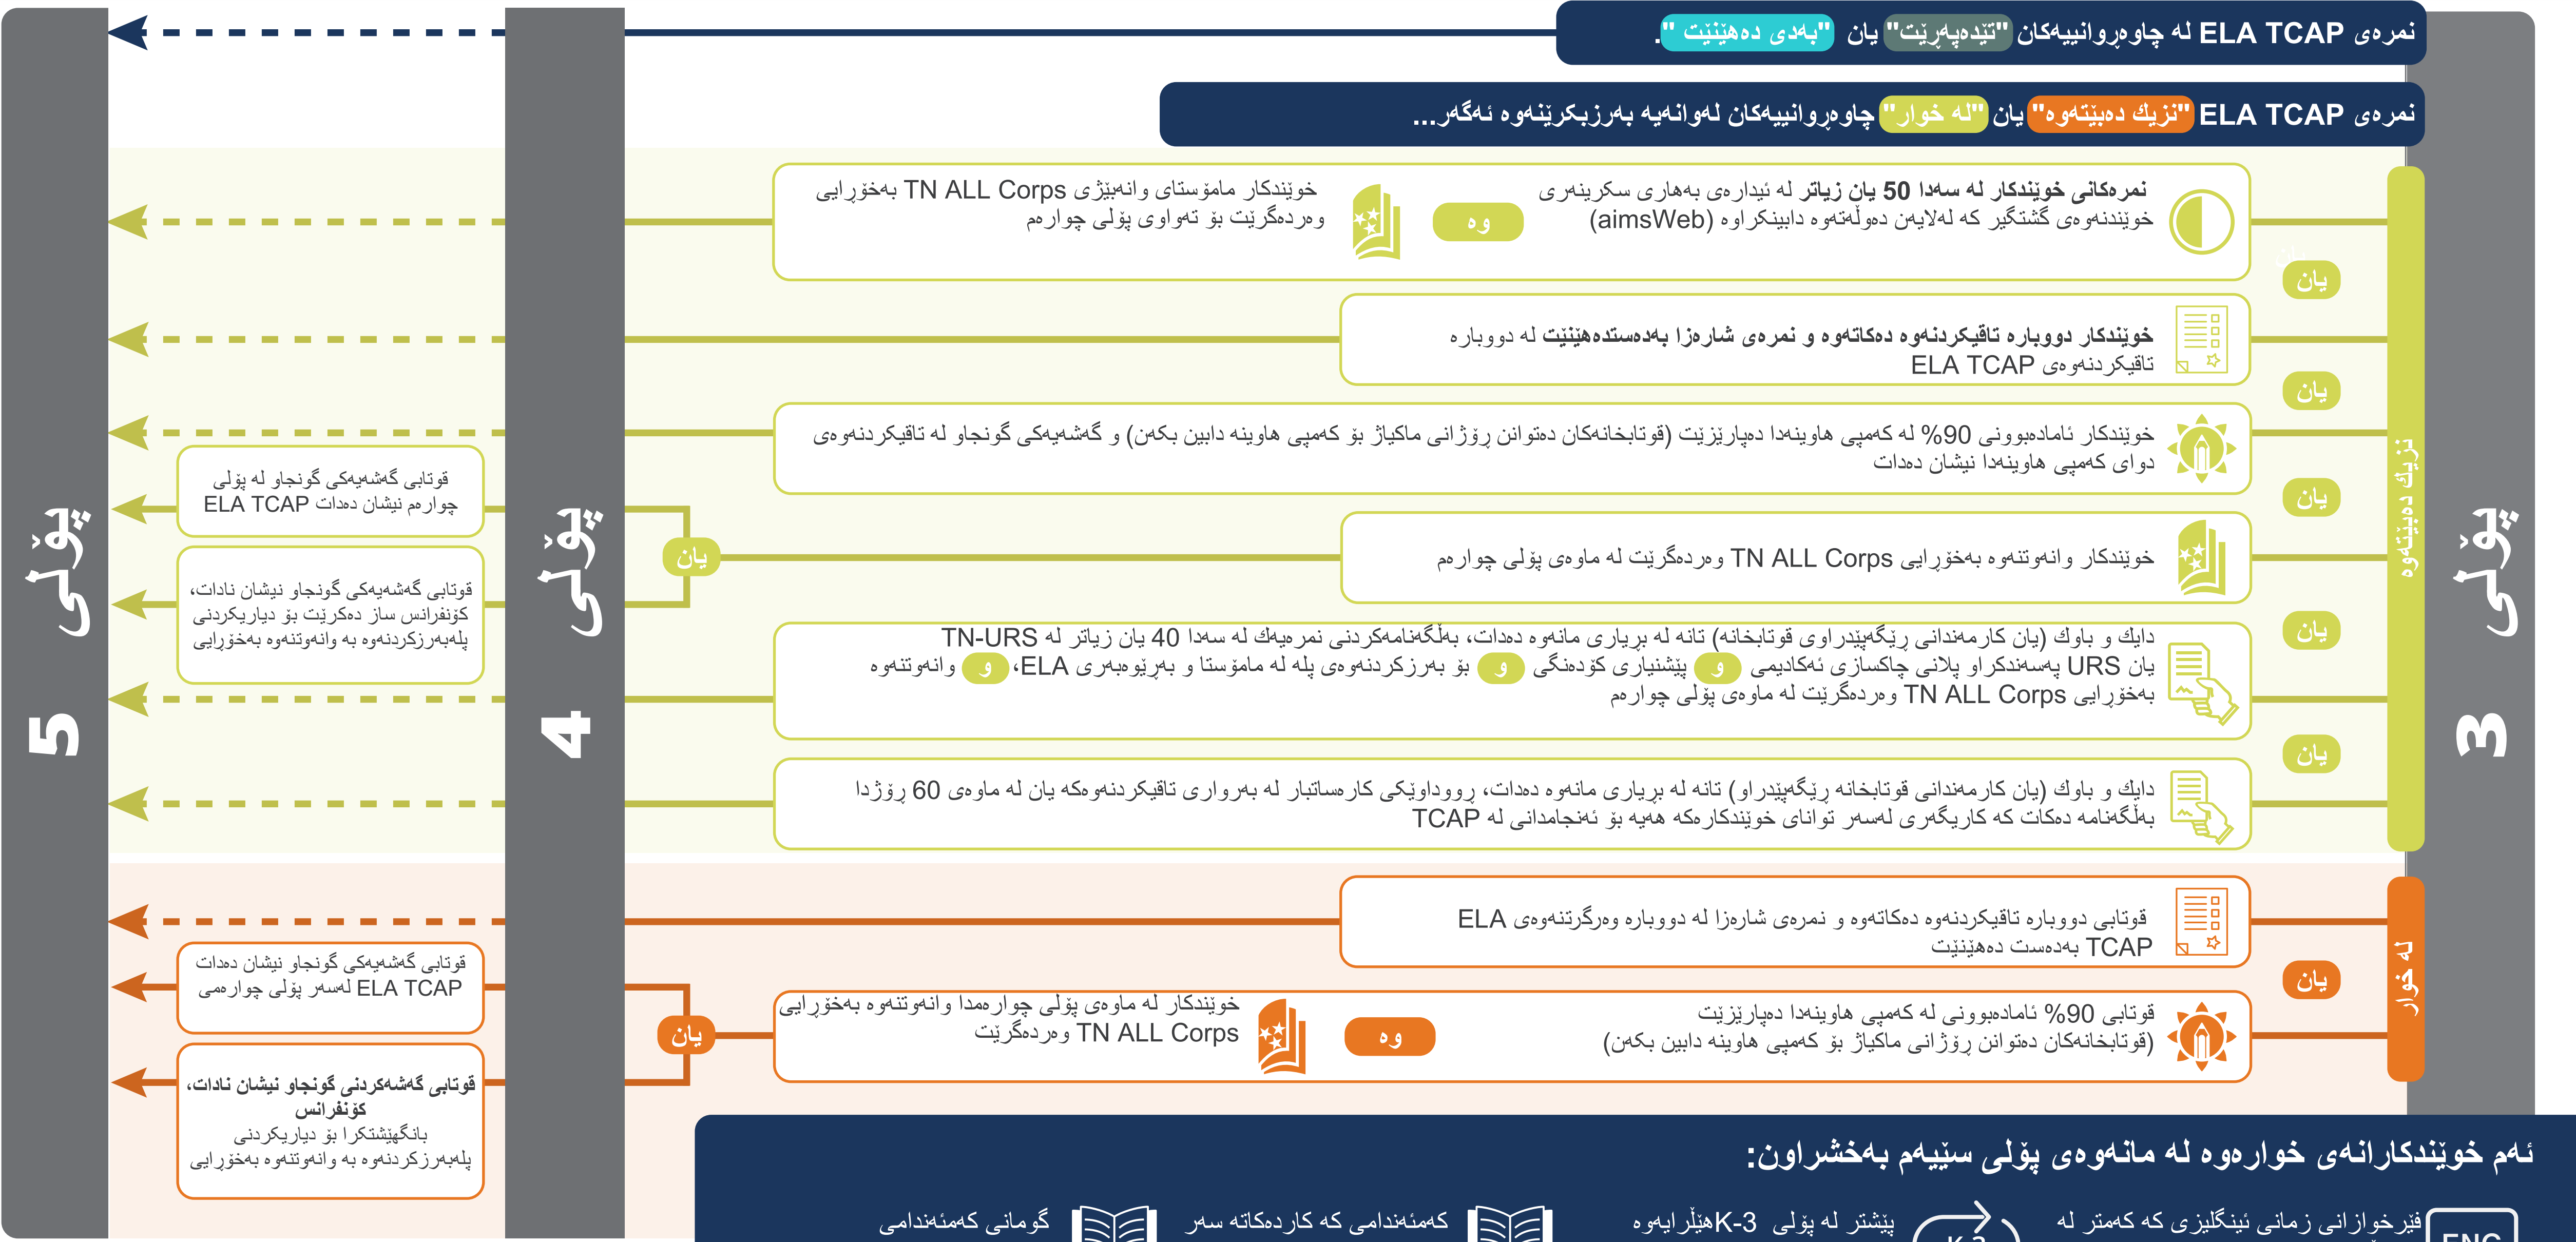 نمرەی ELA TCAP لە چاوەڕوانییەکان "تێدەپەڕێت" یان "بەدی دەهێنێت ".
نمرەی ELA TCAP "نزیك دەبێتەوە" یان "لە خوار" چاوەڕوانییەکان لەوانەیە بەرزبکرێنەوە ئەگەر...
پۆلی 3
نزیك دەبێتەوە
نمرەکانی خوێندکار لە سەدا 50 یان زیاتر لە ئیدارەی بەهاری سکرینەری
خوێندنەوەی گشتگیر کە لەلایەن دەوڵەتەوە دابینکراوە (aimsWeb)
وە
خوێندکار مامۆستای وانەبێژی TN ALL Corps بەخۆڕایی
وەردەگرێت بۆ تەواوی پۆلی چوارەم
یان
خوێندکار دووبارە تاقیکردنەوە دەکاتەوە و نمرەی شارەزا بەدەستدەهێنێت لە دووبارە
تاقیکردنەوەی ELA TCAP
یان
خوێندکار ئامادەبوونی 90% لە کەمپی هاوینەدا دەپارێزێت (قوتابخانەکان دەتوانن ڕۆژانی ماکیاژ بۆ کەمپی هاوینە دابین بکەن) و گەشەیەکی گونجاو لە تاقیکردنەوەی
دوای کەمپی هاوینەدا نیشان دەدات
یان
خوێندکار وانەوتنەوە بەخۆڕایی TN ALL Corps وەردەگرێت لە ماوەی پۆلی چوارەم
یان
پۆلی 4
قوتابی گەشەیەکی گونجاو لە پۆلی
چوارەم نیشان دەدات ELA TCAP
قوتابی گەشەیەکی گونجاو نیشان نادات،
کۆنفرانس ساز دەکرێت بۆ دیاریکردنی
پلەبەرزکردنەوە بە وانەوتنەوە بەخۆڕایی
پۆلی 5
یان
دایك و باوك (یان کارمەندانی ڕێگەپێدراوی قوتابخانە) تانە لە بڕیاری مانەوە دەدات، بەڵگەنامەکردنی نمرەیەك لە سەدا 40 یان زیاتر لە TN-URS
یان URS پەسەندکراو پلانی چاکسازی ئەکادیمی و پێشنیاری کۆدەنگی و بۆ بەرزکردنەوەی پلە لە مامۆستا و بەڕێوەبەری ELA، و وانەوتنەوە
بەخۆڕایی TN ALL Corps وەردەگرێت لە ماوەی پۆلی چوارەم
یان
دایك و باوك (یان کارمەندانی قوتابخانە ڕێگەپێدراو) تانە لە بڕیاری مانەوە دەدات، ڕووداوێکی کارەساتبار لە بەرواری تاقیکردنەوەکە یان لە ماوەی 60 ڕۆژدا
بەڵگەنامە دەکات کە کاریگەری لەسەر توانای خوێندکارەکە هەیە بۆ ئەنجامدانی لە TCAP
لە خوار
قوتابی دووبارە تاقیکردنەوە دەکاتەوە و نمرەی شارەزا لە دووبارە وەرگرتنەوەی ELA
TCAP بەدەست دەهێنێت
یان
قوتابی 90% ئامادەبوونی لە کەمپی هاوینەدا دەپارێزێت
(قوتابخانەکان دەتوانن ڕۆژانی ماکیاژ بۆ کەمپی هاوینە دابین بکەن)
وە
خوێندکار لە ماوەی پۆلی چوارەمدا وانەوتنەوە بەخۆڕایی
TN ALL Corps وەردەگرێت
یان
قوتابی گەشەیەکی گونجاو نیشان دەدات
ELA TCAP لەسەر پۆلی چوارەمی
قوتابی گەشەکردنی گونجاو نیشان نادات،
کۆنفرانس
بانگهێشتکرا بۆ دیاریکردنی
پلەبەرزکردنەوە بە وانەوتنەوە بەخۆڕایی
ئەم خوێندکارانەی خوارەوە لە مانەوەی پۆلی سێیەم بەخشراون:
فێرخوازانی زمانی ئینگلیزی کە کەمتر لە
پێشتر لە پۆلی K-3هێڵرایەوە
کەمئەندامی کە کاردەکاتە سەر
گومانی کەمئەندامی